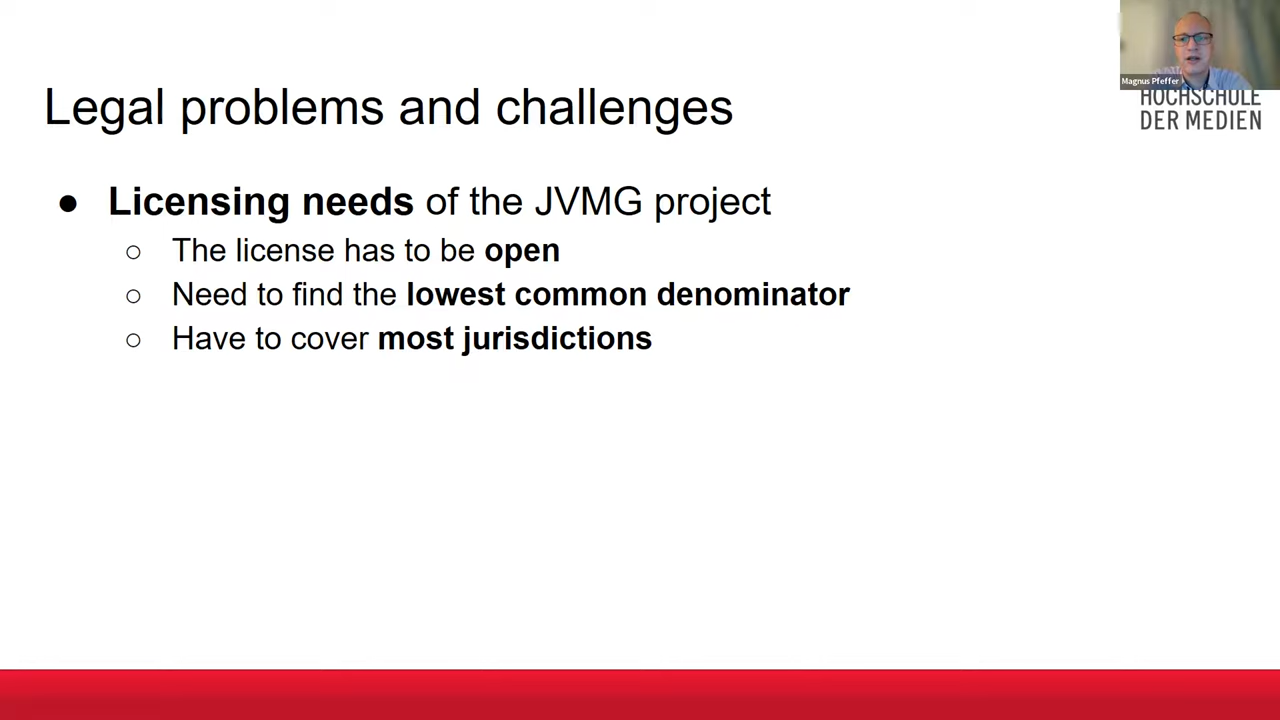 Magnus Pfeffer
HOCHSCHULE
DER MEDIEN
Legal problems and challenges
● Licensing needs of the JVMG project
○ The license has to be open
○ Need to find the lowest common denominator
○ Have to cover most jurisdictions